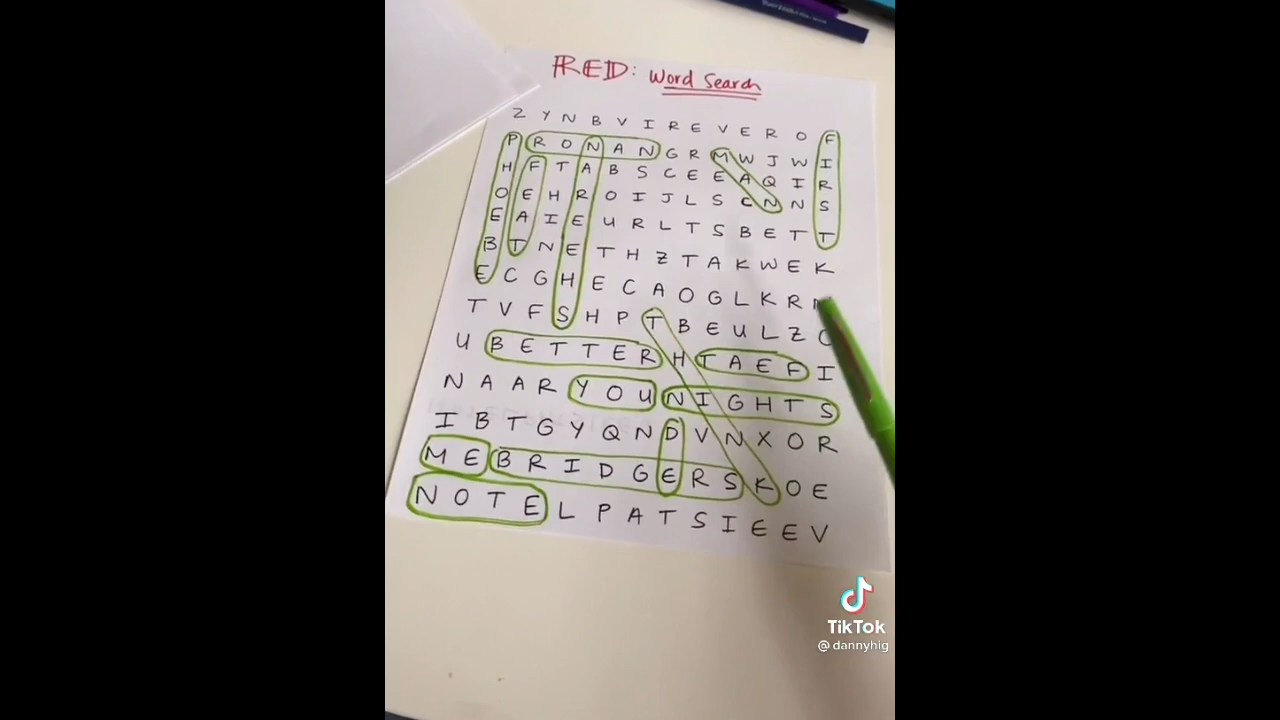 RED: Word Search
Z Y N B V I R E V E R O F
P R O N A N G R M W J W I
H F T A B S C E E A Q I R
O E H R O I J L S C N N S
E A I E U R L T S B E T T
B T N E T H Z T A K W E K
E C G H E C A O G L K R
T V F S H P T B E U L Z
U B E T T E R H T A E F I
N A A R Y O U N I G H T S
I B T G Y Q N D V N X O R
M E B R I D G E R S K O E
N O T E L P A T S I E E V
TikTok
@dannyhig